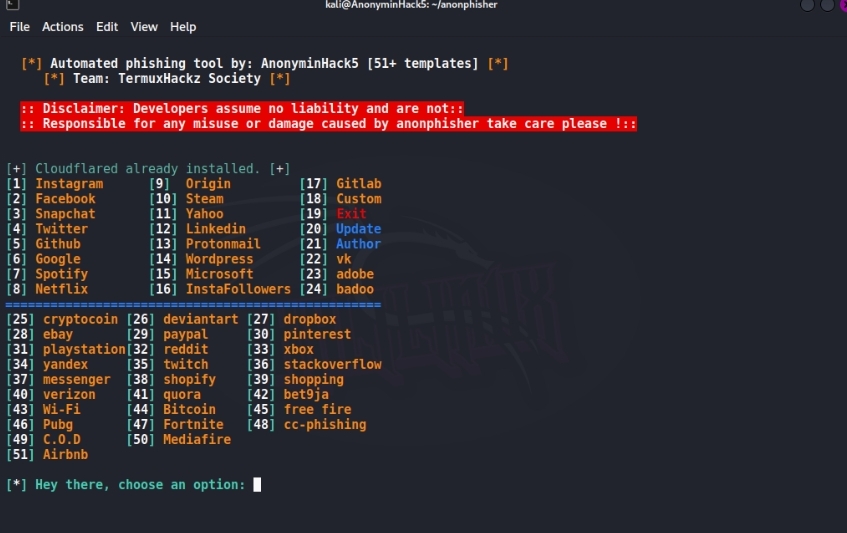 kali@AnonyminHack5: ~/anonphisher
File Actions Edit View Help
[*] Automated phishing tool by: AnonyminHack5 [51+ templates] [*]
[*] Team: TermuxHackz Society [*]
:: Disclaimer: Developers assume no liability and are not::
:: Responsible for any misuse or damage caused by anonphisher take care please !::
[+] Cloudflared already installed. [+]
[1] Instagram [9] Origin [17] Gitlab
[2] Facebook [10] Steam [18] Custom
[3] Snapchat [11] Yahoo [19] Exit
[4] Twitter [12] Linkedin [20] Update
[5] Github [13] Protonmail [21] Author
[6] Google [14] Wordpress [22] vk
[7] Spotify [15] Microsoft [23] adobe
[8] Netflix [16] InstaFollowers [24] badoo
==================================================
[25] cryptocoin [26] deviantart [27] dropbox
[28] ebay [29] paypal [30] pinterest
[31] playstation[32] reddit [33] xbox
[34] yandex [35] twitch [36] stackoverflow
[37] messenger [38] shopify [39] shopping
[40] verizon [41] quora [42] bet9ja
[43] Wi-Fi [44] Bitcoin [45] free fire
[46] Pubg [47] Fortnite [48] cc-phishing
[49] C.O.D [50] Mediafire
[51] Airbnb
[*] Hey there, choose an option: